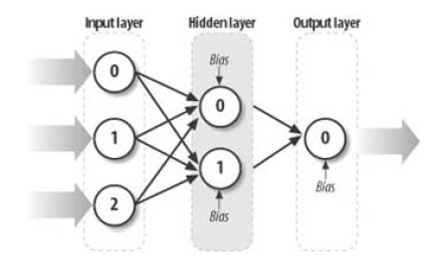 Input layer
Hidden layer
Output layer
Bias
0
0
1
0
1
Bias
2
Bias